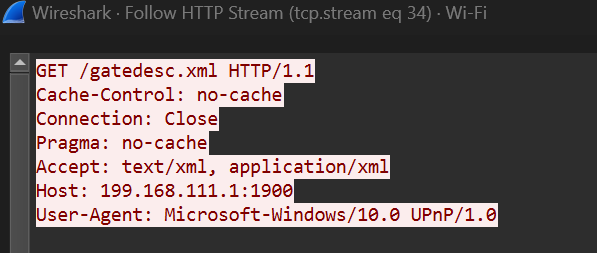 Wireshark · Follow HTTP Stream (tcp.stream eq 34) · Wi-Fi
GET /gatedesc.xml HTTP/1.1
Cache-Control: no-cache
Connection: Close
Pragma: no-cache
Accept: text/xml, application/xml
Host: 199.168.111.1:1900
User-Agent: Microsoft-Windows/10.0 UPnP/1.0